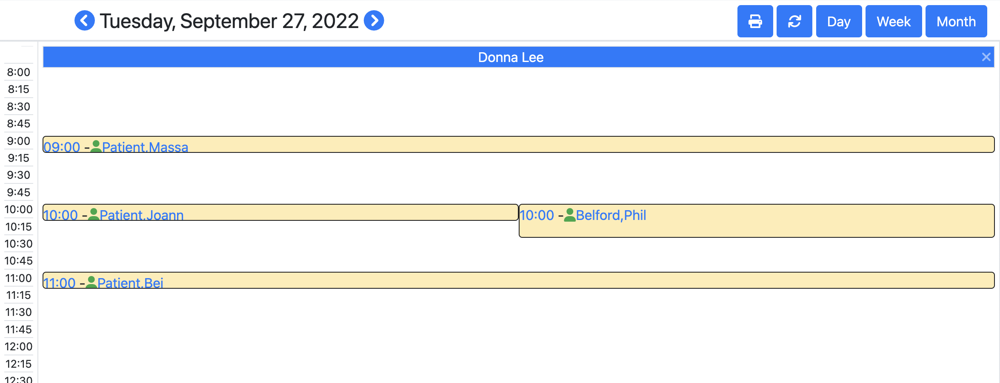 Tuesday, September 27, 2022
Day Week Month
Donna Lee
8:00
8:15
8:30
8:45
9:00
09:00 - Patient,Massa
9:15
9:30
9:45
10:00
10:00 - Patient,Joann
10:00 - Belford,Phil
10:15
10:30
10:45
11:00
11:00 - Patient,Bei
11:15
11:30
11:45
12:00
12:15
12:30